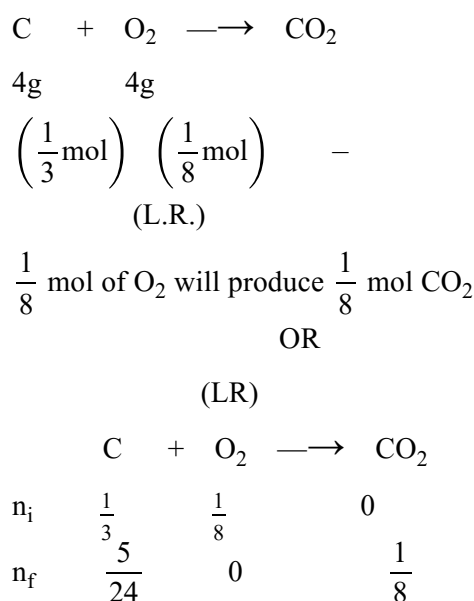 C + O₂ ⟶ CO₂
4g 4g
(1/3 mol) (1/8 mol) –
(L.R.)
1/8 mol of O₂ will produce 1/8 mol CO₂
OR
(LR)
C + O₂ ⟶ CO₂
nᵢ 1/3 1/8 0
n_f 5/24 0 1/8